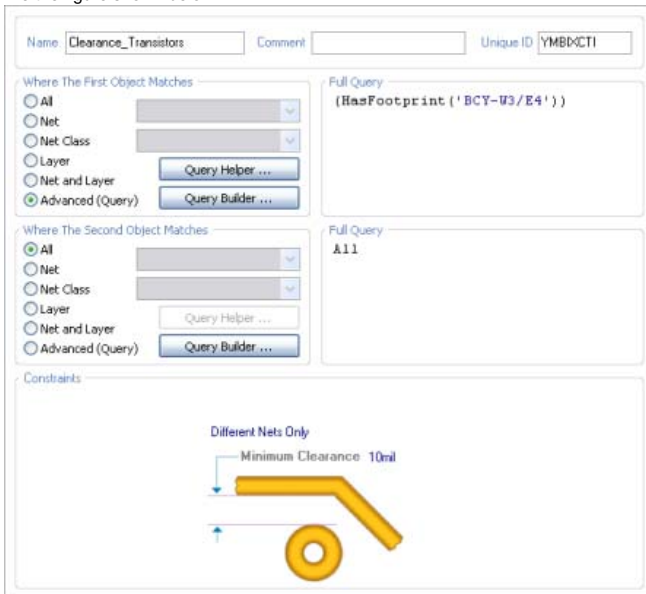 Name Clearance_Transistors Comment Unique ID YMBIXCTI
Where The First Object Matches
All
Net
Net Class
Layer
Net and Layer
Advanced (Query)
Query Helper ...
Query Builder ...
Full Query
(HasFootprint('BCY-W3/E4'))
Where The Second Object Matches
All
Net
Net Class
Layer
Net and Layer
Advanced (Query)
Query Helper ...
Query Builder ...
Full Query
All
Constraints
Different Nets Only
Minimum Clearance 10mil